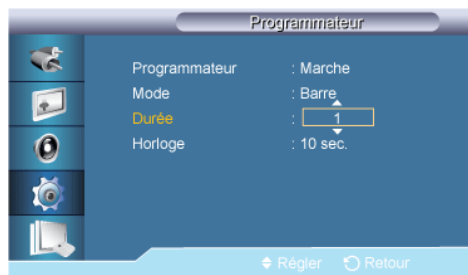 Programmateur
Programmateur : Marche
Mode : Barre
Durée : 1
Horloge : 10 sec.
Régler Retour